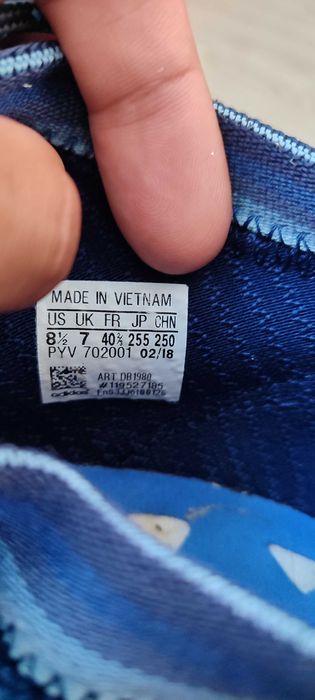 MADE IN VIETNAM
US UK FR JP CHN
8½ 7 40⅔ 255 250
PYV 702001 02/18
ART DB1980
#119527185
adidas